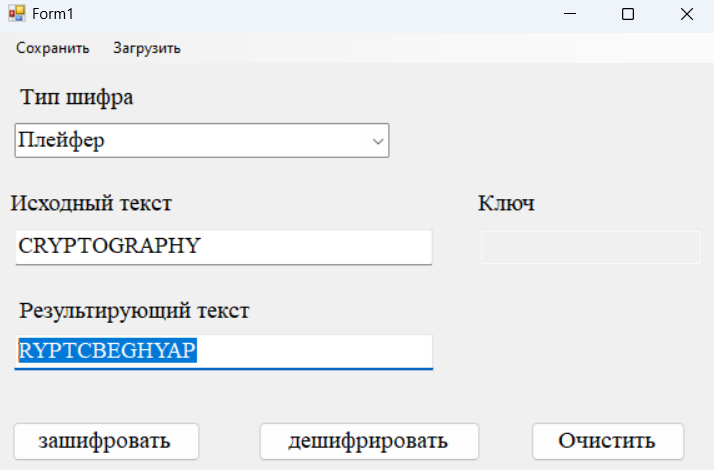 Form1
Сохранить Загрузить
Тип шифра
Плейфер
Исходный текст Ключ
CRYPTOGRAPHY
Результирующий текст
RYPTCBEGHYAP
зашифровать дешифрировать Очистить